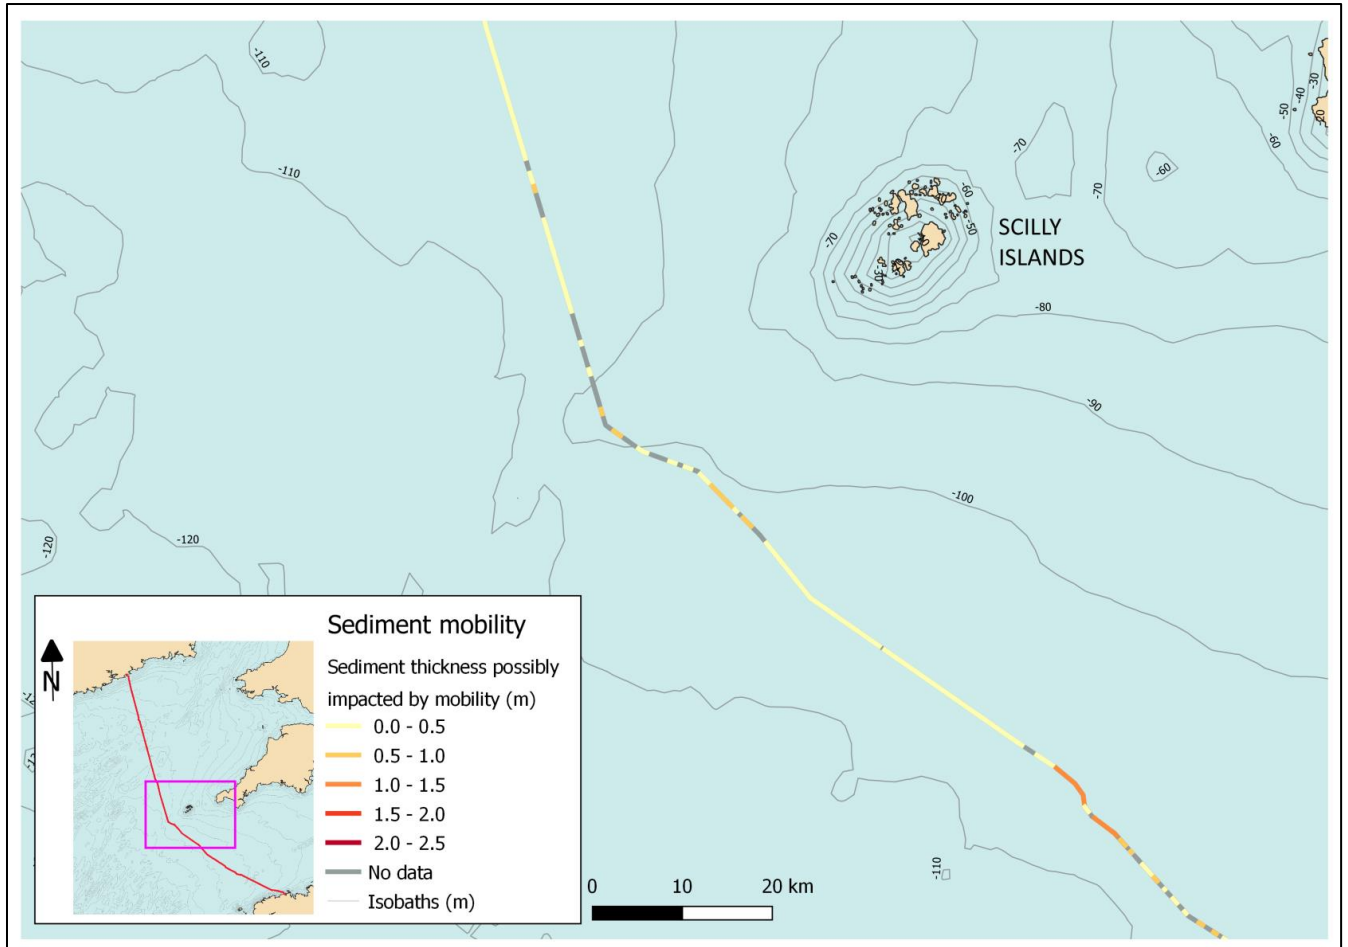 -110
-110
-70
-60
-70
-60
-50
-40
-30
-20
-60
-50
-70
-30
SCILLY
ISLANDS
-80
-90
-100
-120
-120
-110
N
Sediment mobility
Sediment thickness possibly
impacted by mobility (m)
0.0 - 0.5
0.5 - 1.0
1.0 - 1.5
1.5 - 2.0
2.0 - 2.5
No data
Isobaths (m)
0 10 20 km